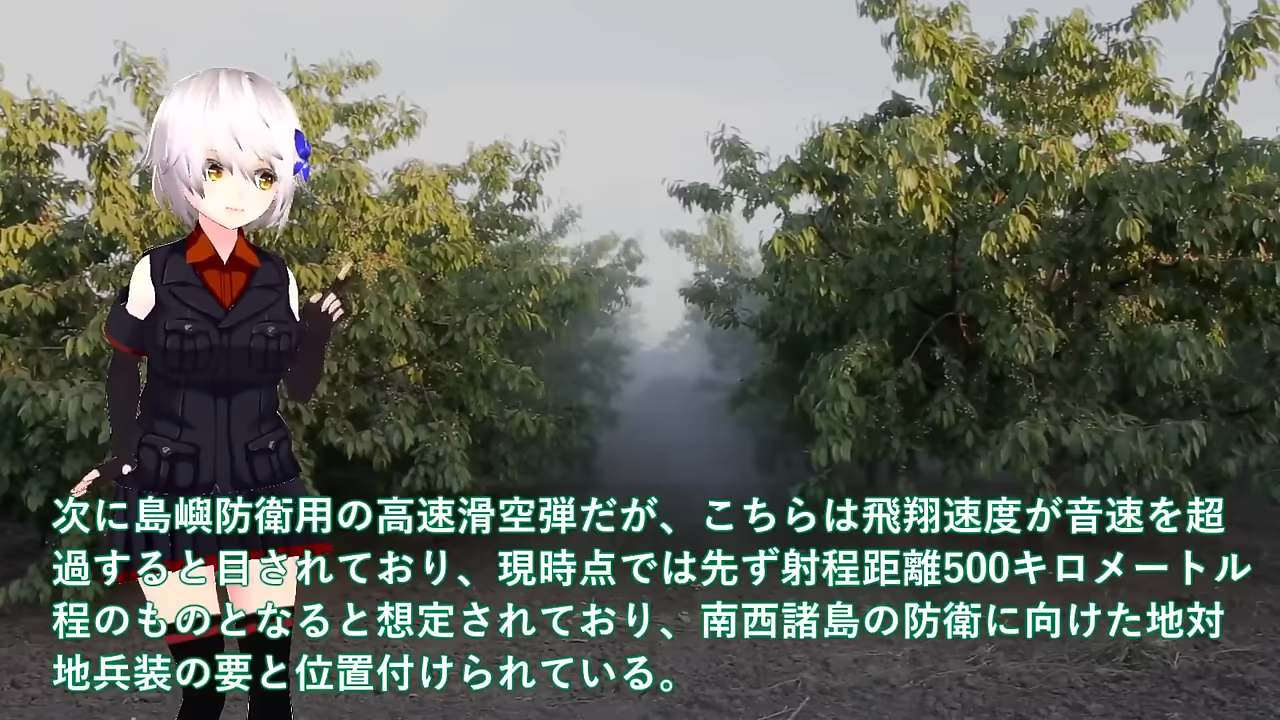 次に島嶼防衛用の高速滑空弾だが、こちらは飛翔速度が音速を超
過すると目されており、現時点では先ず射程距離500キロメートル
程のものとなると想定されており、南西諸島の防衛に向けた地対
地兵装の要と位置付けられている。